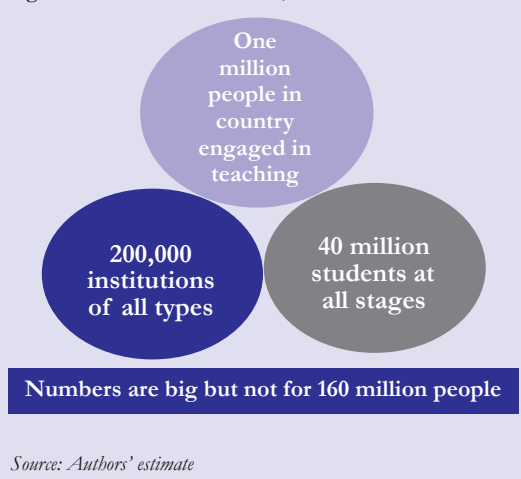 One
million
people in
country
engaged in
teaching
200,000
institutions
of all types
40 million
students at
all stages
Numbers are big but not for 160 million people
Source: Authors' estimate